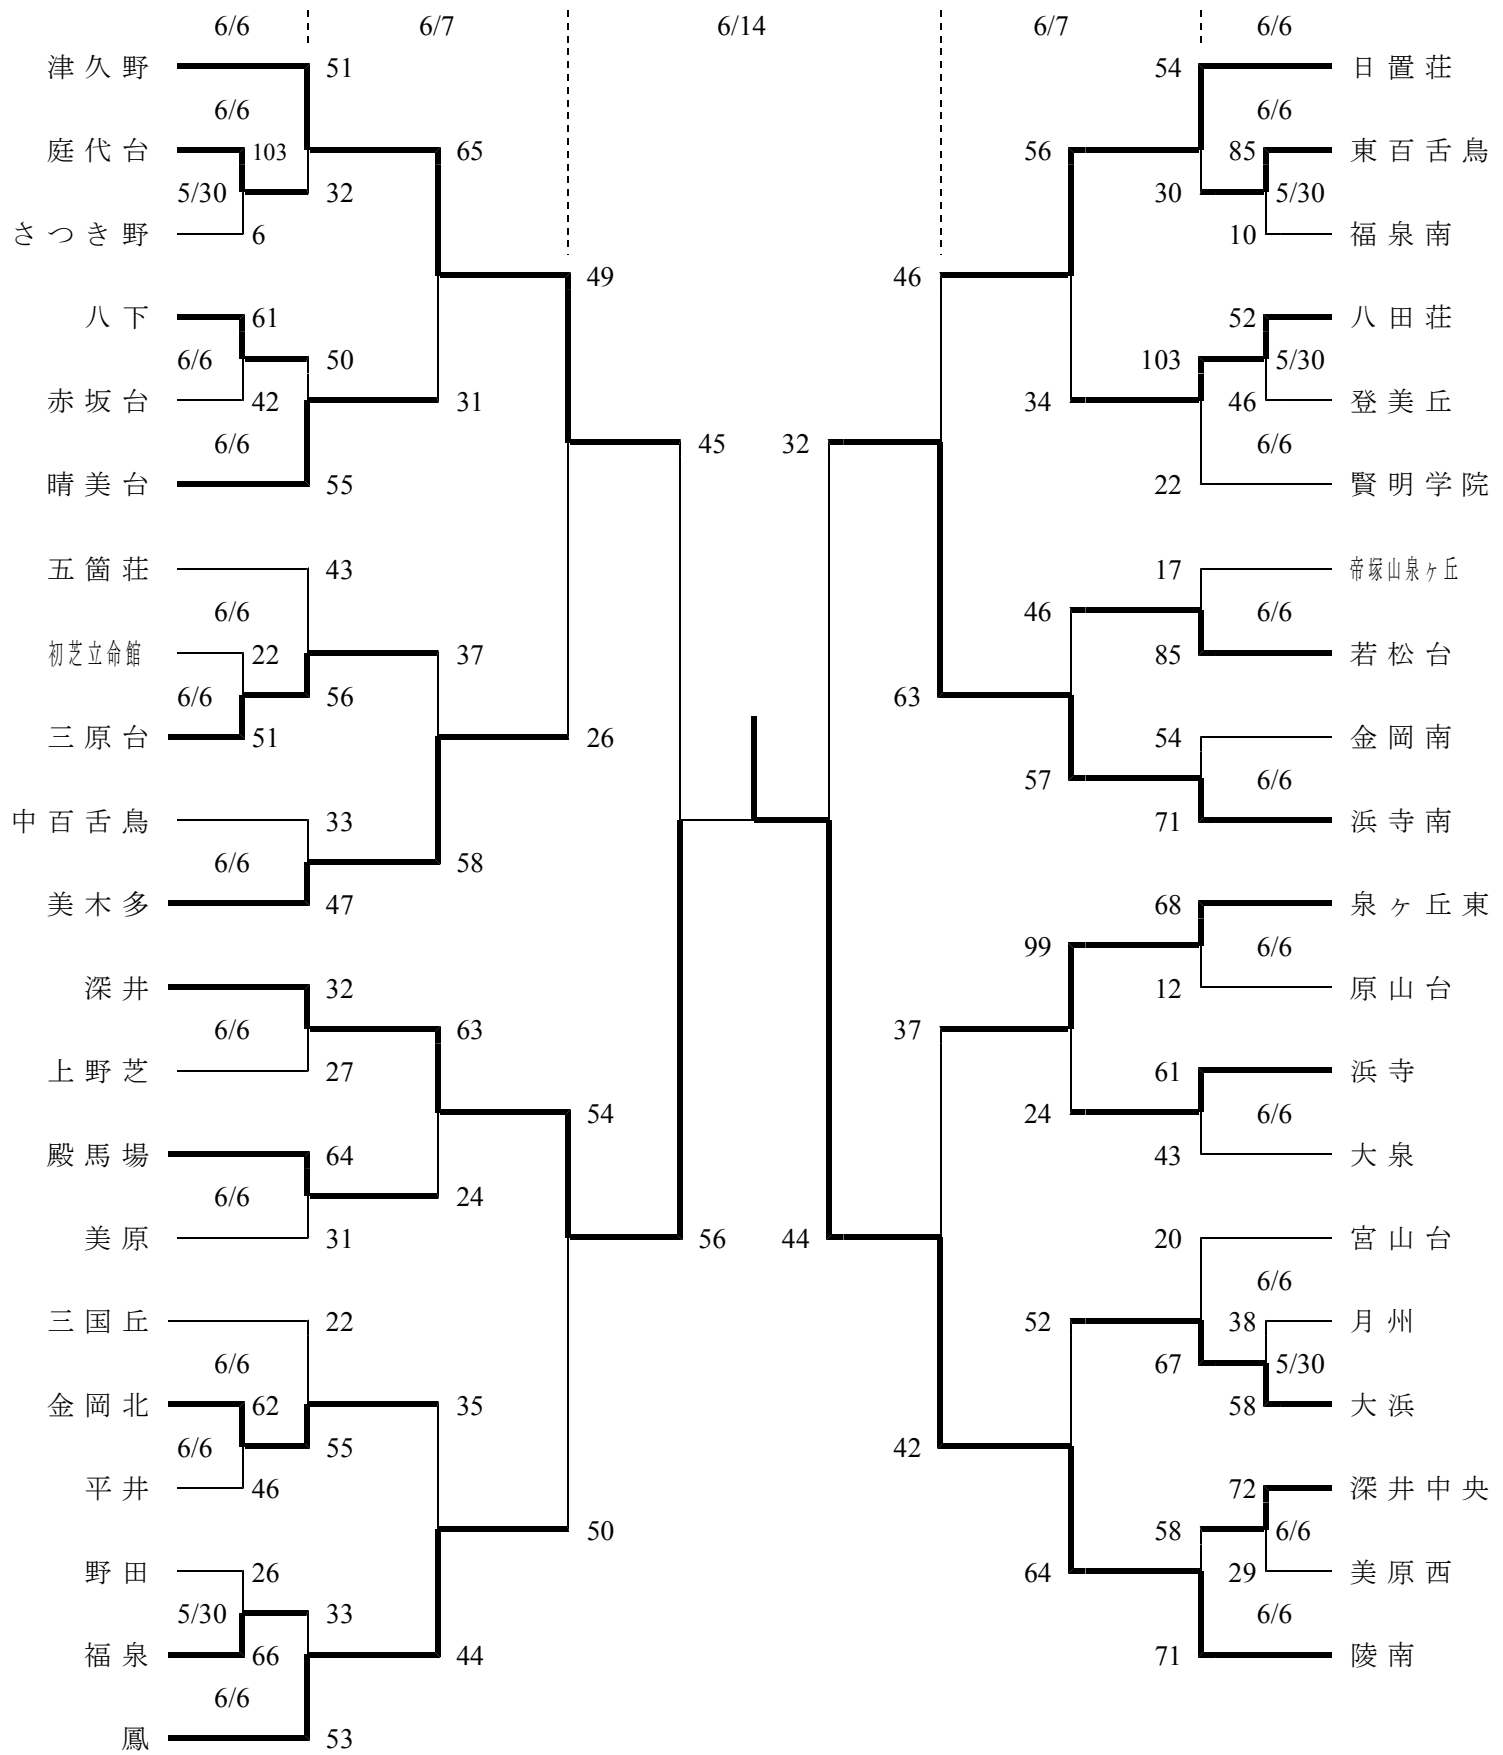 6/6 6/7 6/14 6/7 6/6
津久野 51 54 日置荘
6/6 6/6
庭代台 103 65 56 85 東百舌鳥
5/30 32 30 5/30
さつき野 6 10 福泉南
49 46
八下 61 52 八田荘
6/6 50 103 5/30
赤坂台 42 31 34 46 登美丘
6/6 45 32 6/6
晴美台 55 22 賢明学院
五箇荘 43 17 帝塚山泉ヶ丘
6/6 46 6/6
初芝立命館 22 37 85 若松台
6/6 56 63
三原台 51 26 54 金岡南
57 6/6
中百舌鳥 33 71 浜寺南
6/6 58
美木多 47 68 泉ヶ丘東
99 6/6
深井 32 12 原山台
6/6 63 37
上野芝 27 61 浜寺
54 24 6/6
殿馬場 64 43 大泉
6/6 24
美原 31 56 44 20 宮山台
6/6
三国丘 22 52 38 月州
6/6 67 5/30
金岡北 62 35 58 大浜
6/6 55 42
平井 46 72 深井中央
50 58 6/6
野田 26 64 29 美原西
5/30 33 6/6
福泉 66 44 71 陵南
6/6
鳳 53